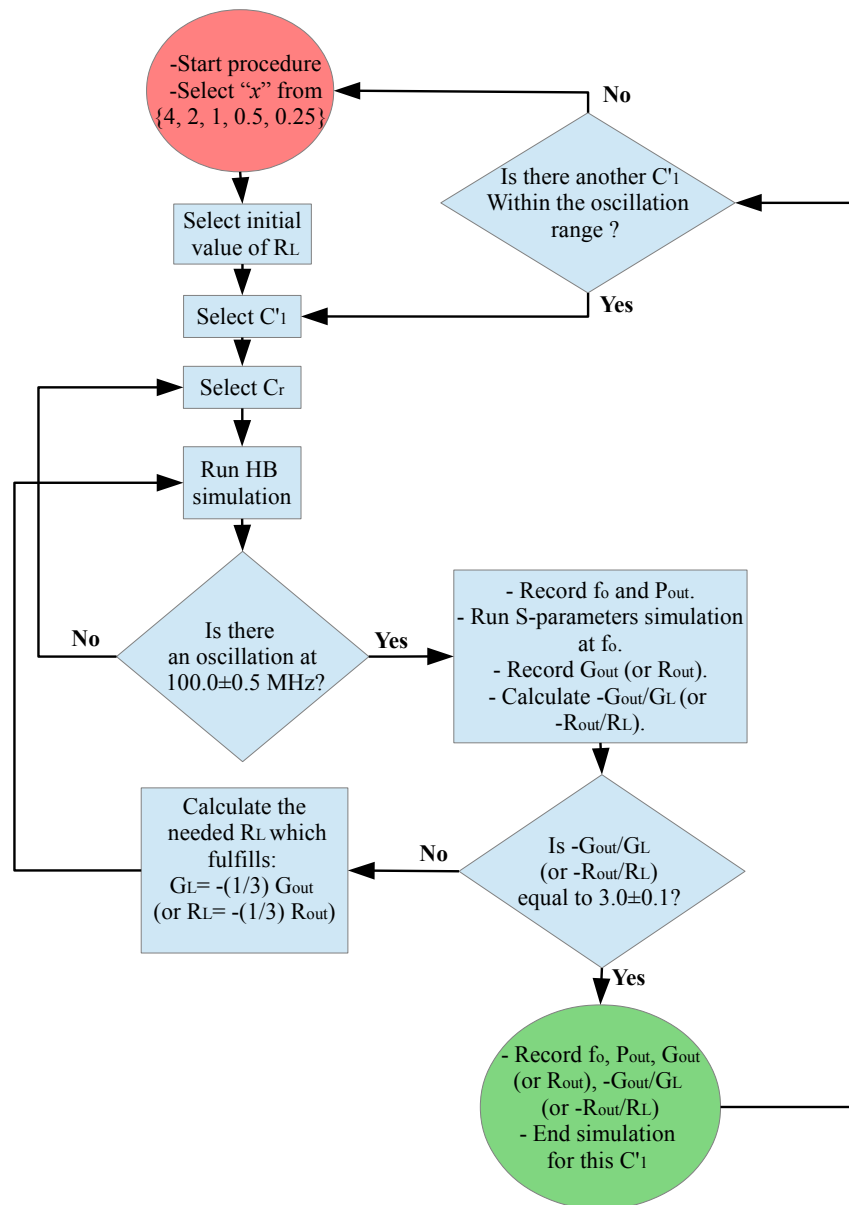 -Start procedure
-Select “x” from
{4, 2, 1, 0.5, 0.25}
No
Is there another C'1
Within the oscillation
range ?
Yes
Select initial
value of RL
Select C'1
Select Cr
Run HB
simulation
No
Is there
an oscillation at
100.0±0.5 MHz?
Yes
- Record fo and Pout.
- Run S-parameters simulation
at fo.
- Record Gout (or Rout).
- Calculate -Gout/GL (or
-Rout/RL).
Calculate the
needed RL which
fulfills:
GL= -(1/3) Gout
(or RL= -(1/3) Rout)
No
Is -Gout/GL
(or -Rout/RL)
equal to 3.0±0.1?
Yes
- Record fo, Pout, Gout
(or Rout), -Gout/GL
(or -Rout/RL)
- End simulation
for this C'1